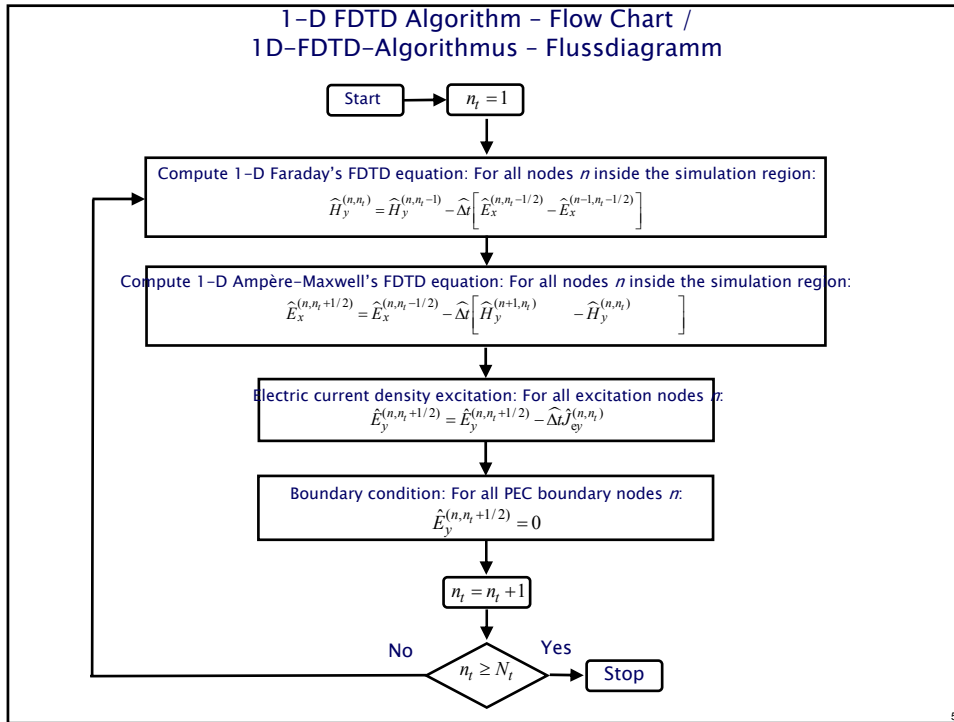 1-D FDTD Algorithm – Flow Chart /
1D-FDTD-Algorithmus – Flussdiagramm
Start
n_t = 1
Compute 1-D Faraday's FDTD equation: For all nodes n inside the simulation region:
Ĥ_y^(n,n_t) = Ĥ_y^(n,n_t−1) − Δ̂t [ Ê_x^(n,n_t−1/2) − Ê_x^(n−1,n_t−1/2) ]
Compute 1-D Ampère-Maxwell's FDTD equation: For all nodes n inside the simulation region:
Ê_x^(n,n_t+1/2) = Ê_x^(n,n_t−1/2) − Δ̂t [ Ĥ_y^(n+1,n_t) − Ĥ_y^(n,n_t) ]
Electric current density excitation: For all excitation nodes n:
Ê_y^(n,n_t+1/2) = Ê_y^(n,n_t+1/2) − Δ̂t Ĵ_ey^(n,n_t)
Boundary condition: For all PEC boundary nodes n:
Ê_y^(n,n_t+1/2) = 0
n_t = n_t + 1
No
n_t ≥ N_t
Yes
Stop
5